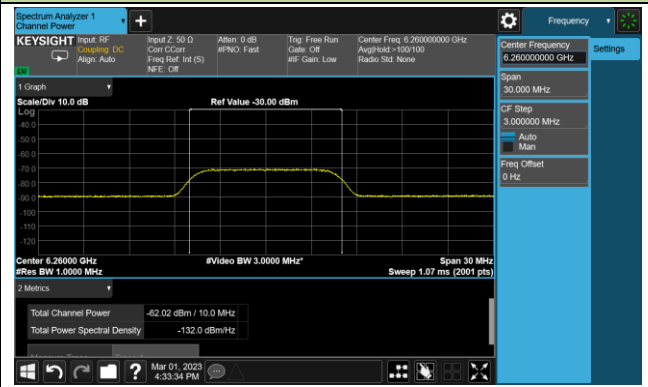 Spectrum Analyzer 1
Channel Power
Frequency
KEYSIGHT
Input: RF
Coupling: DC
Align: Auto
Input Z: 50 Ω
Corr CCorr
Freq Ref: Int (S)
NFE: Off
Atten: 0 dB
#PNO: Fast
Trig: Free Run
Gate: Off
#IF Gain: Low
Center Freq: 6.260000000 GHz
Avg|Hold:>100/100
Radio Std: None
Center Frequency
6.260000000 GHz
Settings
Span
30.000 MHz
CF Step
3.000000 MHz
Auto
Man
Freq Offset
0 Hz
1 Graph
Scale/Div 10.0 dB
Ref Value -30.00 dBm
Log
-40.0
-50.0
-60.0
-70.0
-80.0
-90.0
-100
-110
-120
Center 6.26000 GHz
#Video BW 3.0000 MHz*
Span 30 MHz
#Res BW 1.0000 MHz
Sweep 1.07 ms (2001 pts)
2 Metrics
Total Channel Power
-62.02 dBm / 10.0 MHz
Total Power Spectral Density
-132.0 dBm/Hz
Mar 01, 2023
4:33:34 PM